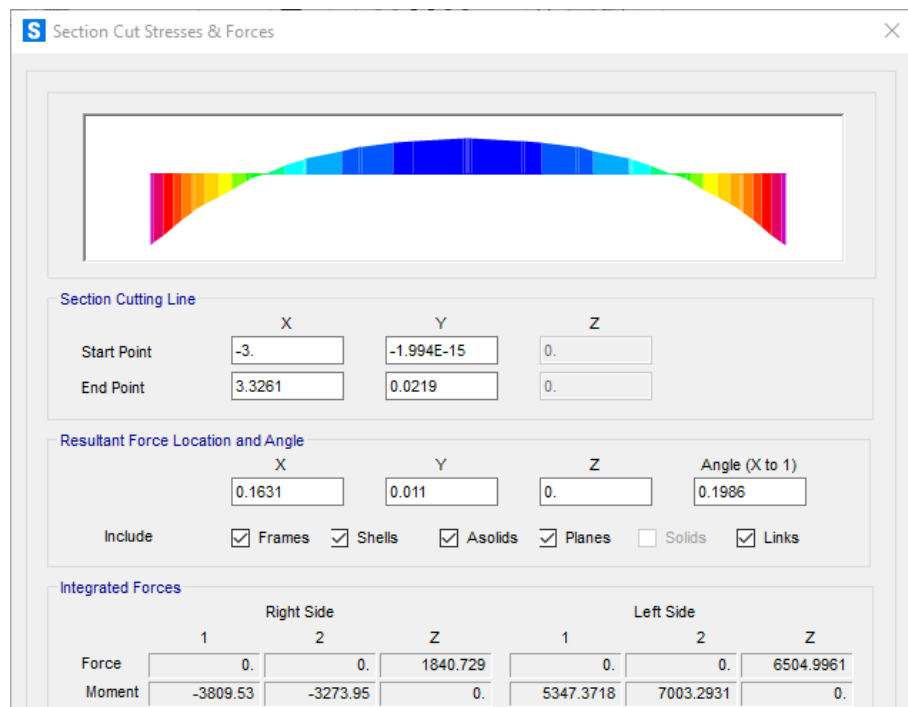 S Section Cut Stresses & Forces
Section Cutting Line
X Y Z
Start Point -3. -1.994E-15 0.
End Point 3.3261 0.0219 0.
Resultant Force Location and Angle
X Y Z Angle (X to 1)
0.1631 0.011 0. 0.1986
Include Frames Shells Asolids Planes Solids Links
Integrated Forces
Right Side Left Side
1 2 Z 1 2 Z
Force 0. 0. 1840.729 0. 0. 6504.9961
Moment -3809.53 -3273.95 0. 5347.3718 7003.2931 0.